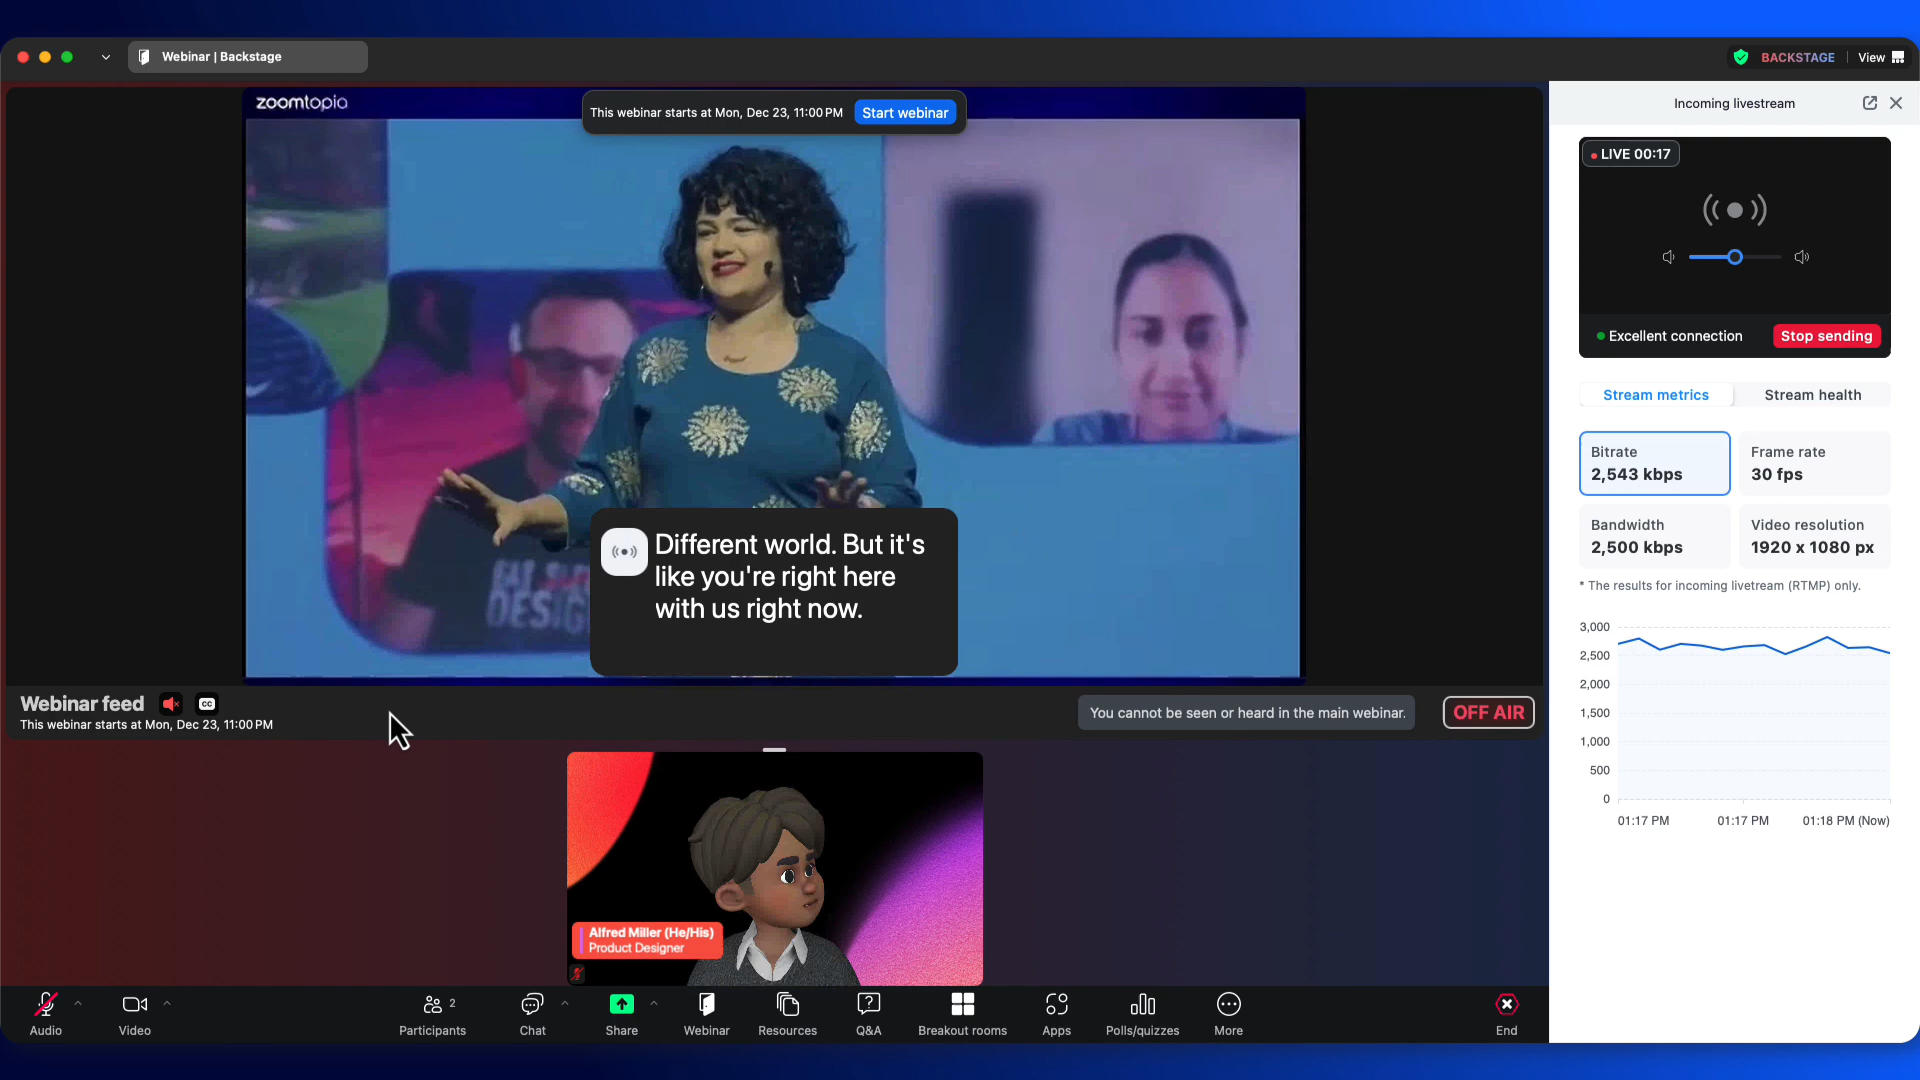 Webinar | Backstage
BACKSTAGE
View
zoomtopia
This webinar starts at Mon, Dec 23, 11:00 PM
Start webinar
Different world. But it's
like you're right here
with us right now.
Webinar feed
CC
This webinar starts at Mon, Dec 23, 11:00 PM
You cannot be seen or heard in the main webinar.
OFF AIR
Alfred Miller (He/His)
Product Designer
Incoming livestream
LIVE 00:17
Excellent connection
Stop sending
Stream metrics
Stream health
Bitrate
2,543 kbps
Frame rate
30 fps
Bandwidth
2,500 kbps
Video resolution
1920 x 1080 px
* The results for incoming livestream (RTMP) only.
3,000
2,500
2,000
1,500
1,000
500
0
01:17 PM
01:17 PM
01:18 PM (Now)
Audio
Video
2
Participants
Chat
Share
Webinar
Resources
Q&A
Breakout rooms
Apps
Polls/quizzes
More
End